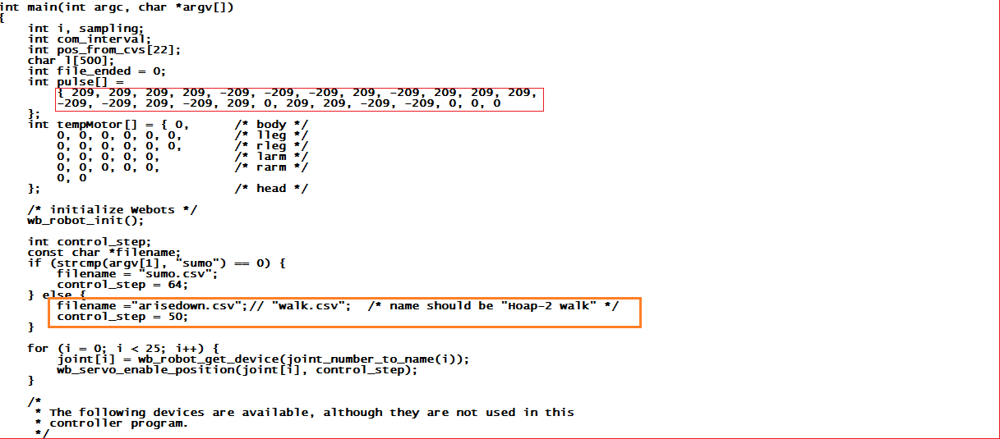 int main(int argc, char *argv[])
{
    int i, sampling;
    int com_interval;
    int pos_from_cvs[22];
    char l[500];
    int file_ended = 0;
    int pulse[] =
        { 209, 209, 209, 209, -209, -209, -209, 209, -209, 209, 209, 209,
        -209, -209, 209, -209, 209, 0, 209, 209, -209, -209, 0, 0, 0
    };
    int tempMotor[] = { 0,      /* body */
        0, 0, 0, 0, 0, 0,       /* lleg */
        0, 0, 0, 0, 0, 0,       /* rleg */
        0, 0, 0, 0, 0,          /* larm */
        0, 0, 0, 0, 0,          /* rarm */
        0, 0
    };                          /* head */

    /* initialize Webots */
    wb_robot_init();

    int control_step;
    const char *filename;
    if (strcmp(argv[1], "sumo") == 0) {
        filename = "sumo.csv";
        control_step = 64;
    } else {
        filename ="arisedown.csv";// "walk.csv";  /* name should be "Hoap-2 walk" */
        control_step = 50;
    }

    for (i = 0; i < 25; i++) {
        joint[i] = wb_robot_get_device(joint_number_to_name(i));
        wb_servo_enable_position(joint[i], control_step);
    }

    /*
     * The following devices are available, although they are not used in this
     * controller program.
     */